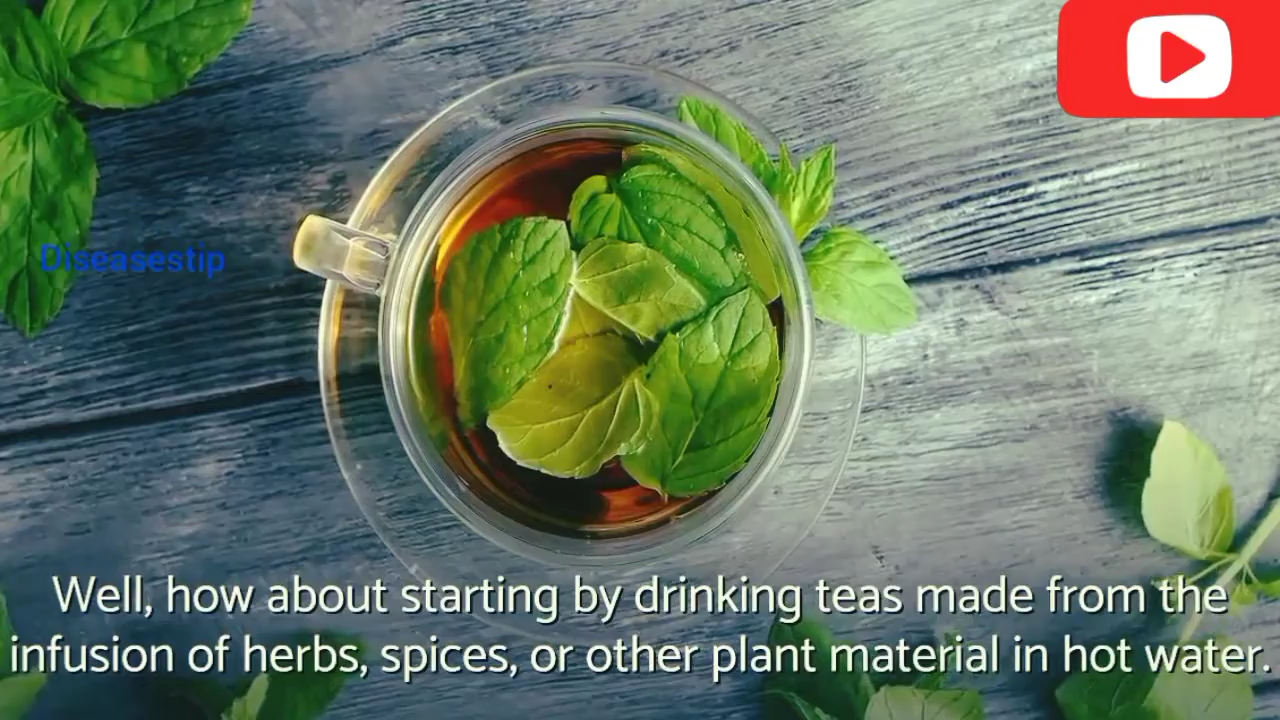 Diseasestip
Well, how about starting by drinking teas made from the
infusion of herbs, spices, or other plant material in hot water.